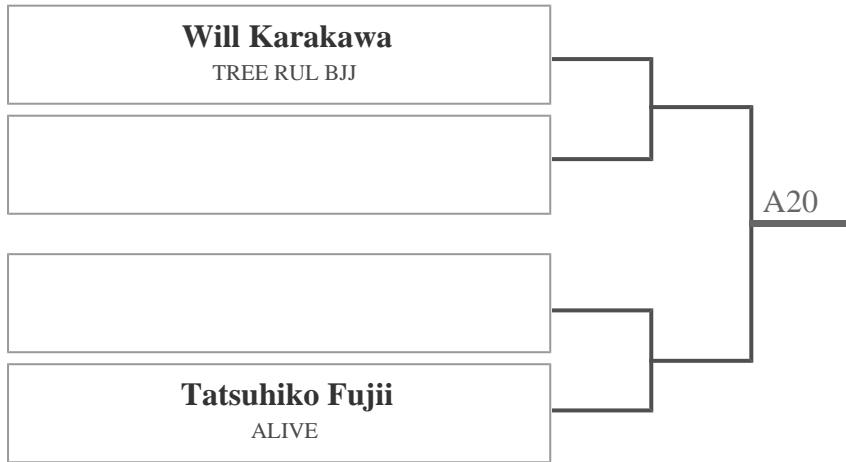 Will Karakawa
TREE RUL BJJ
A20
Tatsuhiko Fujii
ALIVE